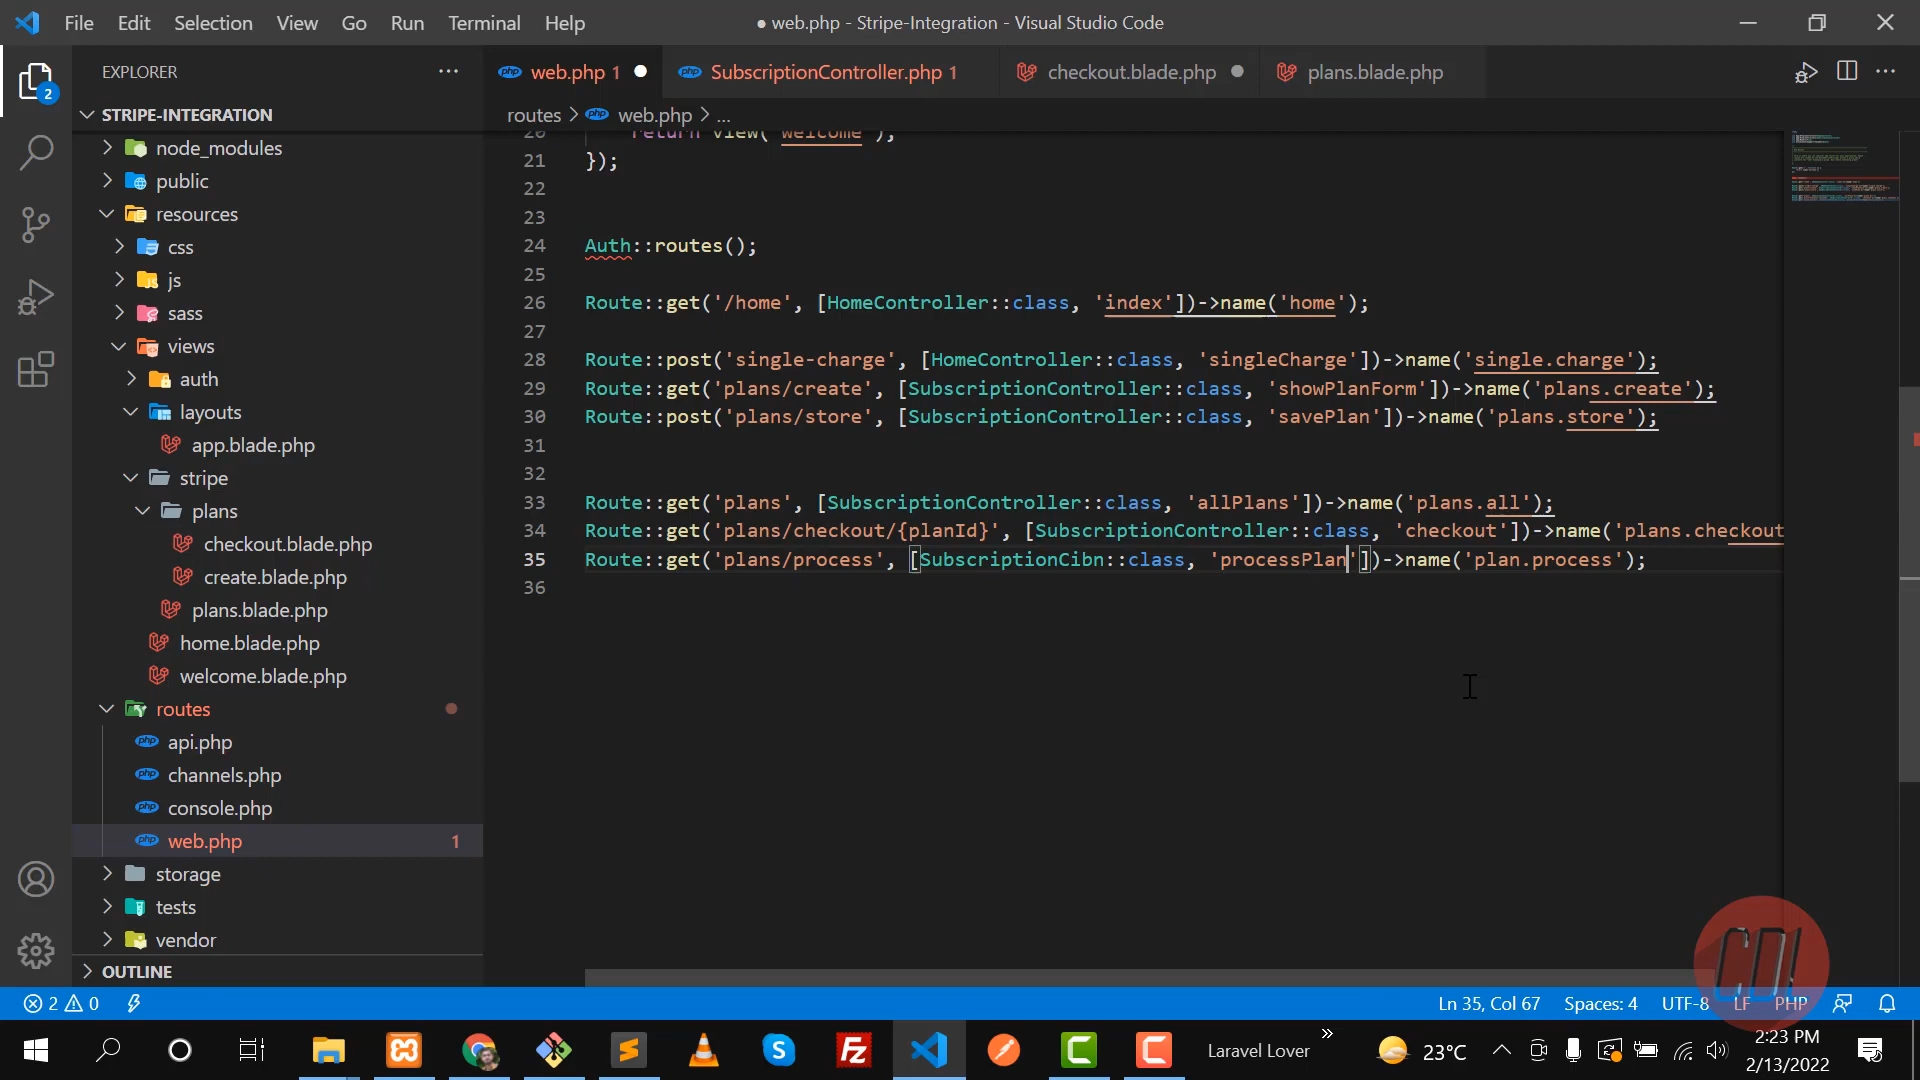 File Edit Selection View Go Run Terminal Help
● web.php - Stripe-Integration - Visual Studio Code
EXPLORER
web.php 1
SubscriptionController.php 1
checkout.blade.php
plans.blade.php
2
STRIPE-INTEGRATION
routes > web.php > ...
node_modules
public
resources
css
js
sass
views
auth
layouts
app.blade.php
stripe
plans
checkout.blade.php
create.blade.php
plans.blade.php
home.blade.php
welcome.blade.php
routes
api.php
channels.php
console.php
web.php 1
storage
tests
vendor
OUTLINE
20 return view('welcome');
21 });
22
23
24 Auth::routes();
25
26 Route::get('/home', [HomeController::class, 'index'])->name('home');
27
28 Route::post('single-charge', [HomeController::class, 'singleCharge'])->name('single.charge');
29 Route::get('plans/create', [SubscriptionController::class, 'showPlanForm'])->name('plans.create');
30 Route::post('plans/store', [SubscriptionController::class, 'savePlan'])->name('plans.store');
31
32
33 Route::get('plans', [SubscriptionController::class, 'allPlans'])->name('plans.all');
34 Route::get('plans/checkout/{planId}', [SubscriptionController::class, 'checkout'])->name('plans.checkout
35 Route::get('plans/process', [SubscriptionCibn::class, 'processPlan'])->name('plan.process');
36
2 0
Ln 35, Col 67 Spaces: 4 UTF-8 LF PHP
Laravel Lover
23°C
2:23 PM
2/13/2022